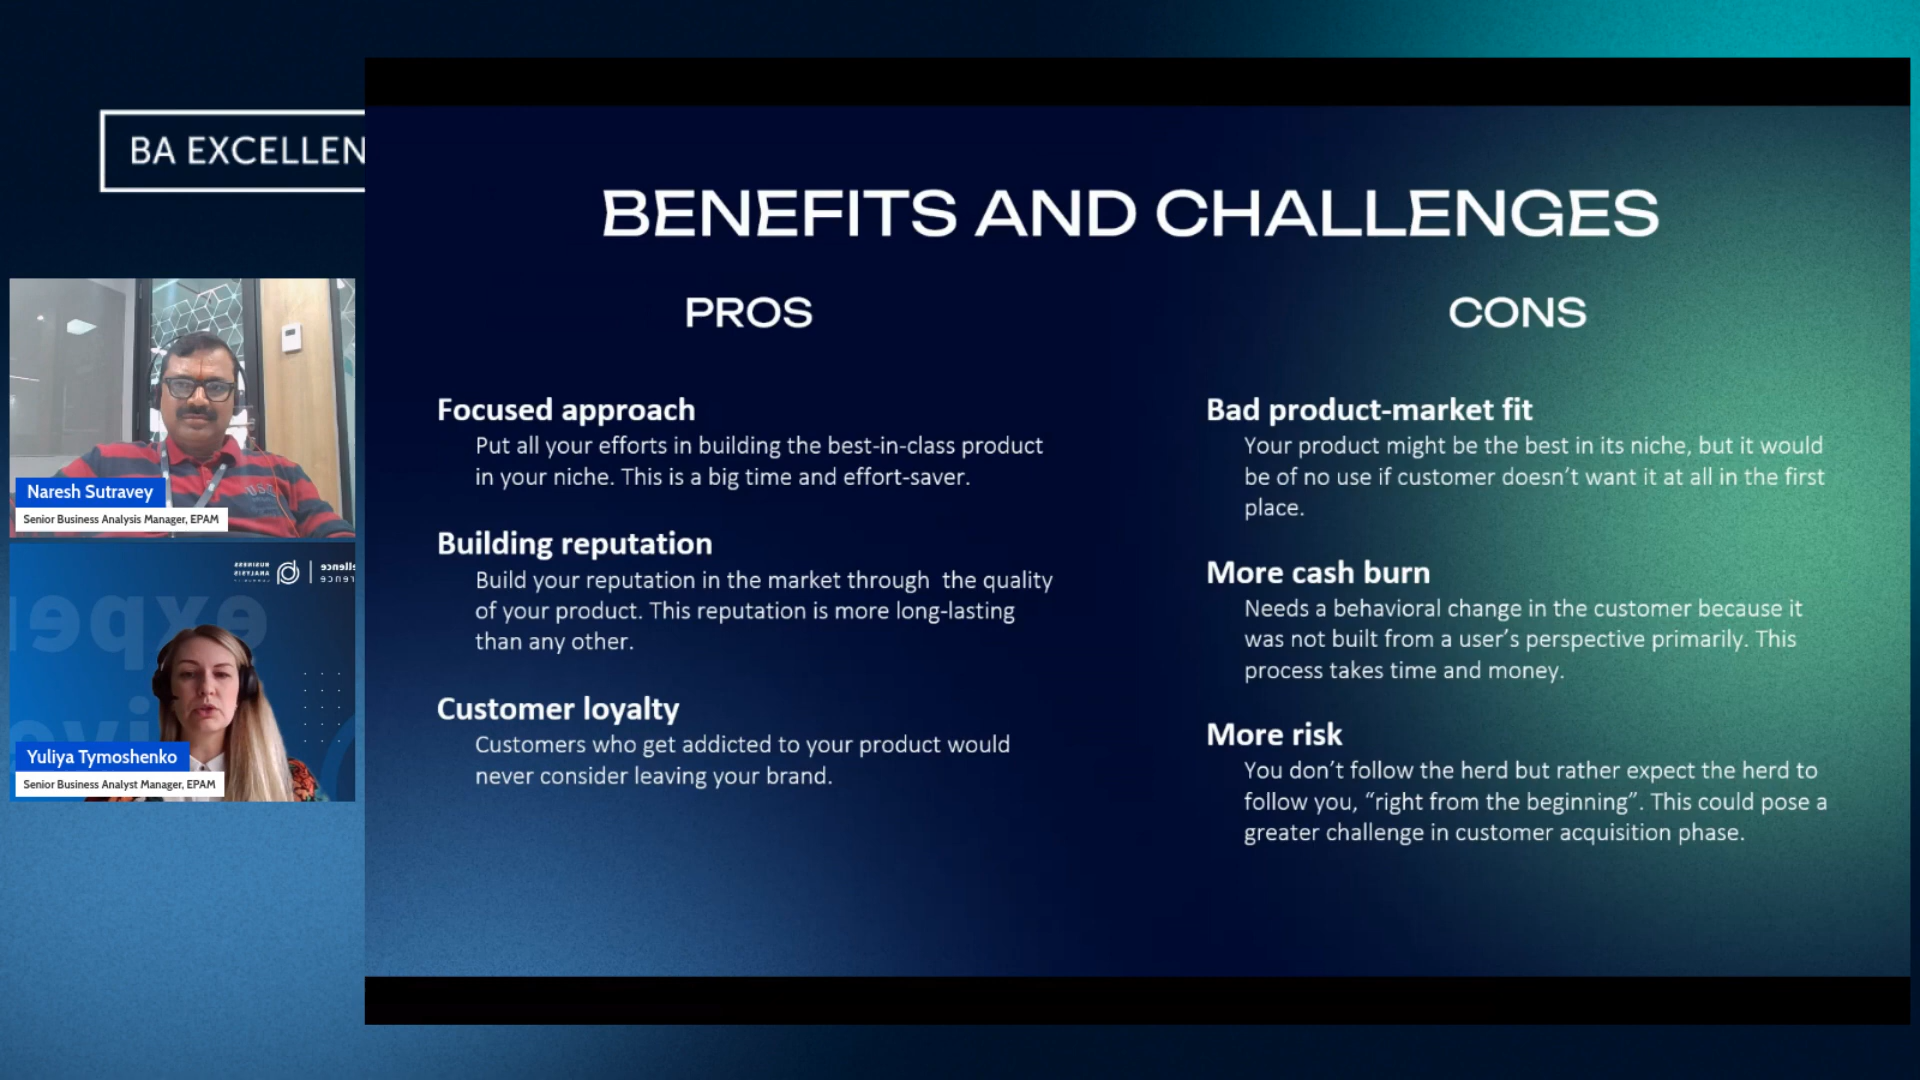 BA EXCELLEN
BENEFITS AND CHALLENGES
PROS
Focused approach
Put all your efforts in building the best-in-class product
in your niche. This is a big time and effort-saver.
Building reputation
Build your reputation in the market through  the quality
of your product. This reputation is more long-lasting
than any other.
Customer loyalty
Customers who get addicted to your product would
never consider leaving your brand.
CONS
Bad product-market fit
Your product might be the best in its niche, but it would
be of no use if customer doesn’t want it at all in the first
place.
More cash burn
Needs a behavioral change in the customer because it
was not built from a user’s perspective primarily. This
process takes time and money.
More risk
You don’t follow the herd but rather expect the herd to
follow you, “right from the beginning”. This could pose a
greater challenge in customer acquisition phase.
Naresh Sutravey
Senior Business Analysis Manager, EPAM
BUSINESS
ANALYSIS
expe
Yuliya Tymoshenko
Senior Business Analyst Manager, EPAM